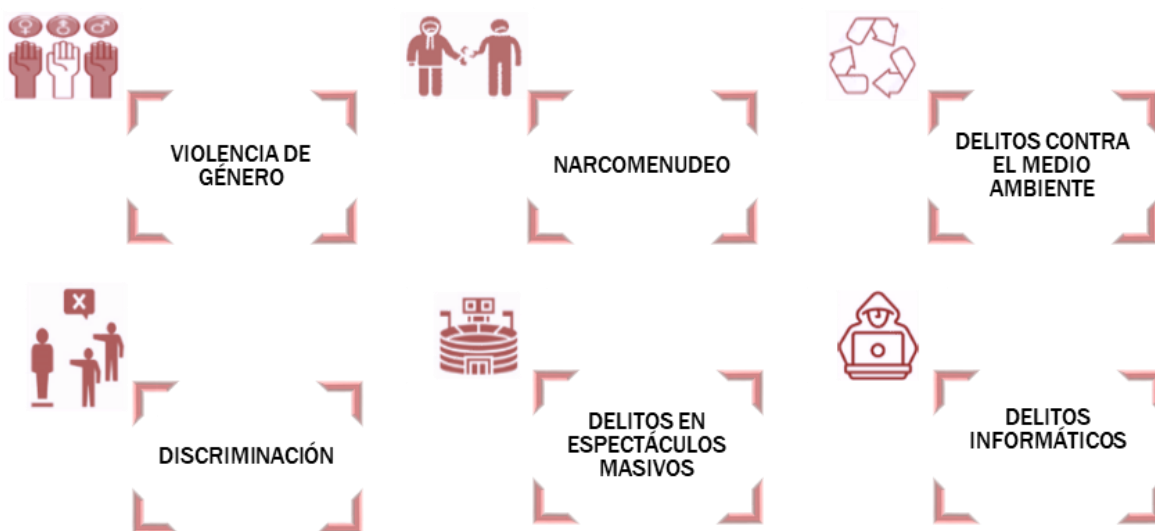 VIOLENCIA DE
GÉNERO
NARCOMENUDEO
DELITOS CONTRA
EL MEDIO
AMBIENTE
X
DISCRIMINACIÓN
DELITOS EN
ESPECTÁCULOS
MASIVOS
DELITOS
INFORMÁTICOS